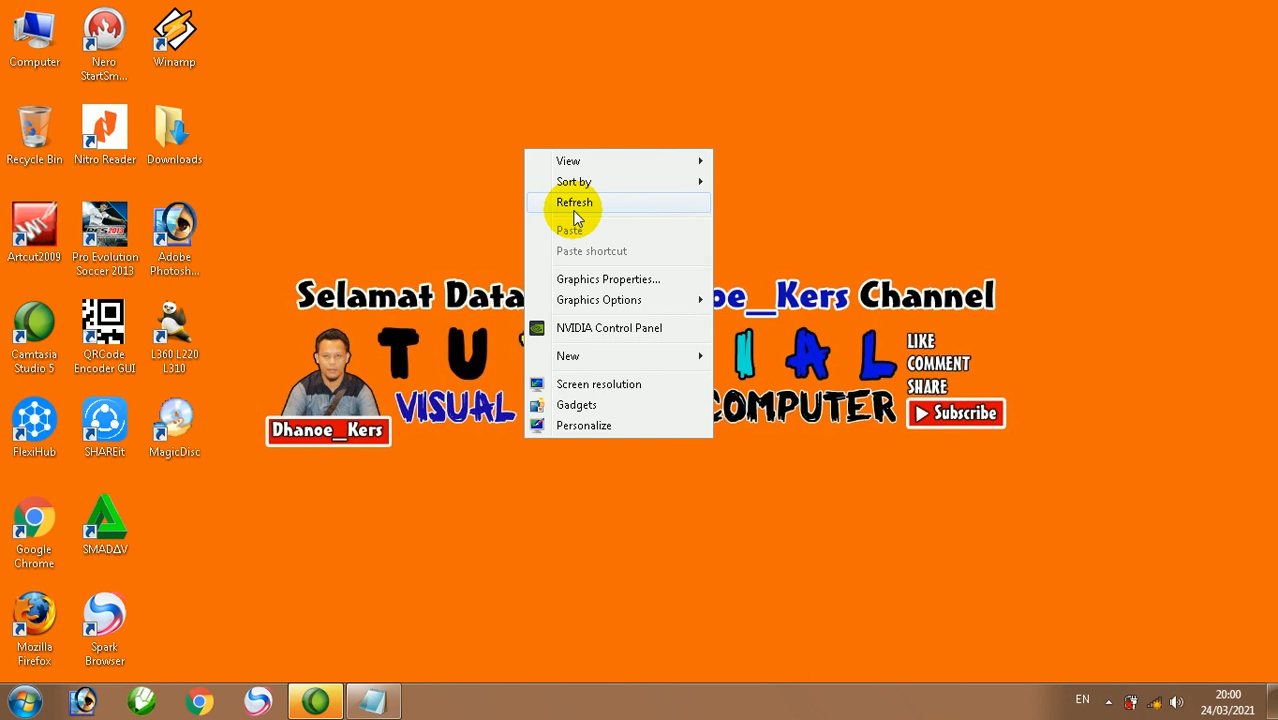 Computer
Nero
StartSm...
Winamp
Recycle Bin
Nitro Reader
Downloads
Artcut2009
Pro Evolution
Soccer 2013
Adobe
Photosh...
Camtasia
Studio 5
QRCode
Encoder GUI
L360 L220
L310
FlexiHub
SHAREit
MagicDisc
Google
Chrome
SMADΔV
Mozilla
Firefox
Spark
Browser
View
Sort by
Refresh
Paste
Paste shortcut
Graphics Properties...
Graphics Options
NVIDIA Control Panel
New
Screen resolution
Gadgets
Personalize
Selamat Data
oe__Kers Channel
T U
I A L
VISUAL
COMPUTER
Dhanoe__Kers
LIKE
COMMENT
SHARE
Subscribe
EN
20:00
24/03/2021